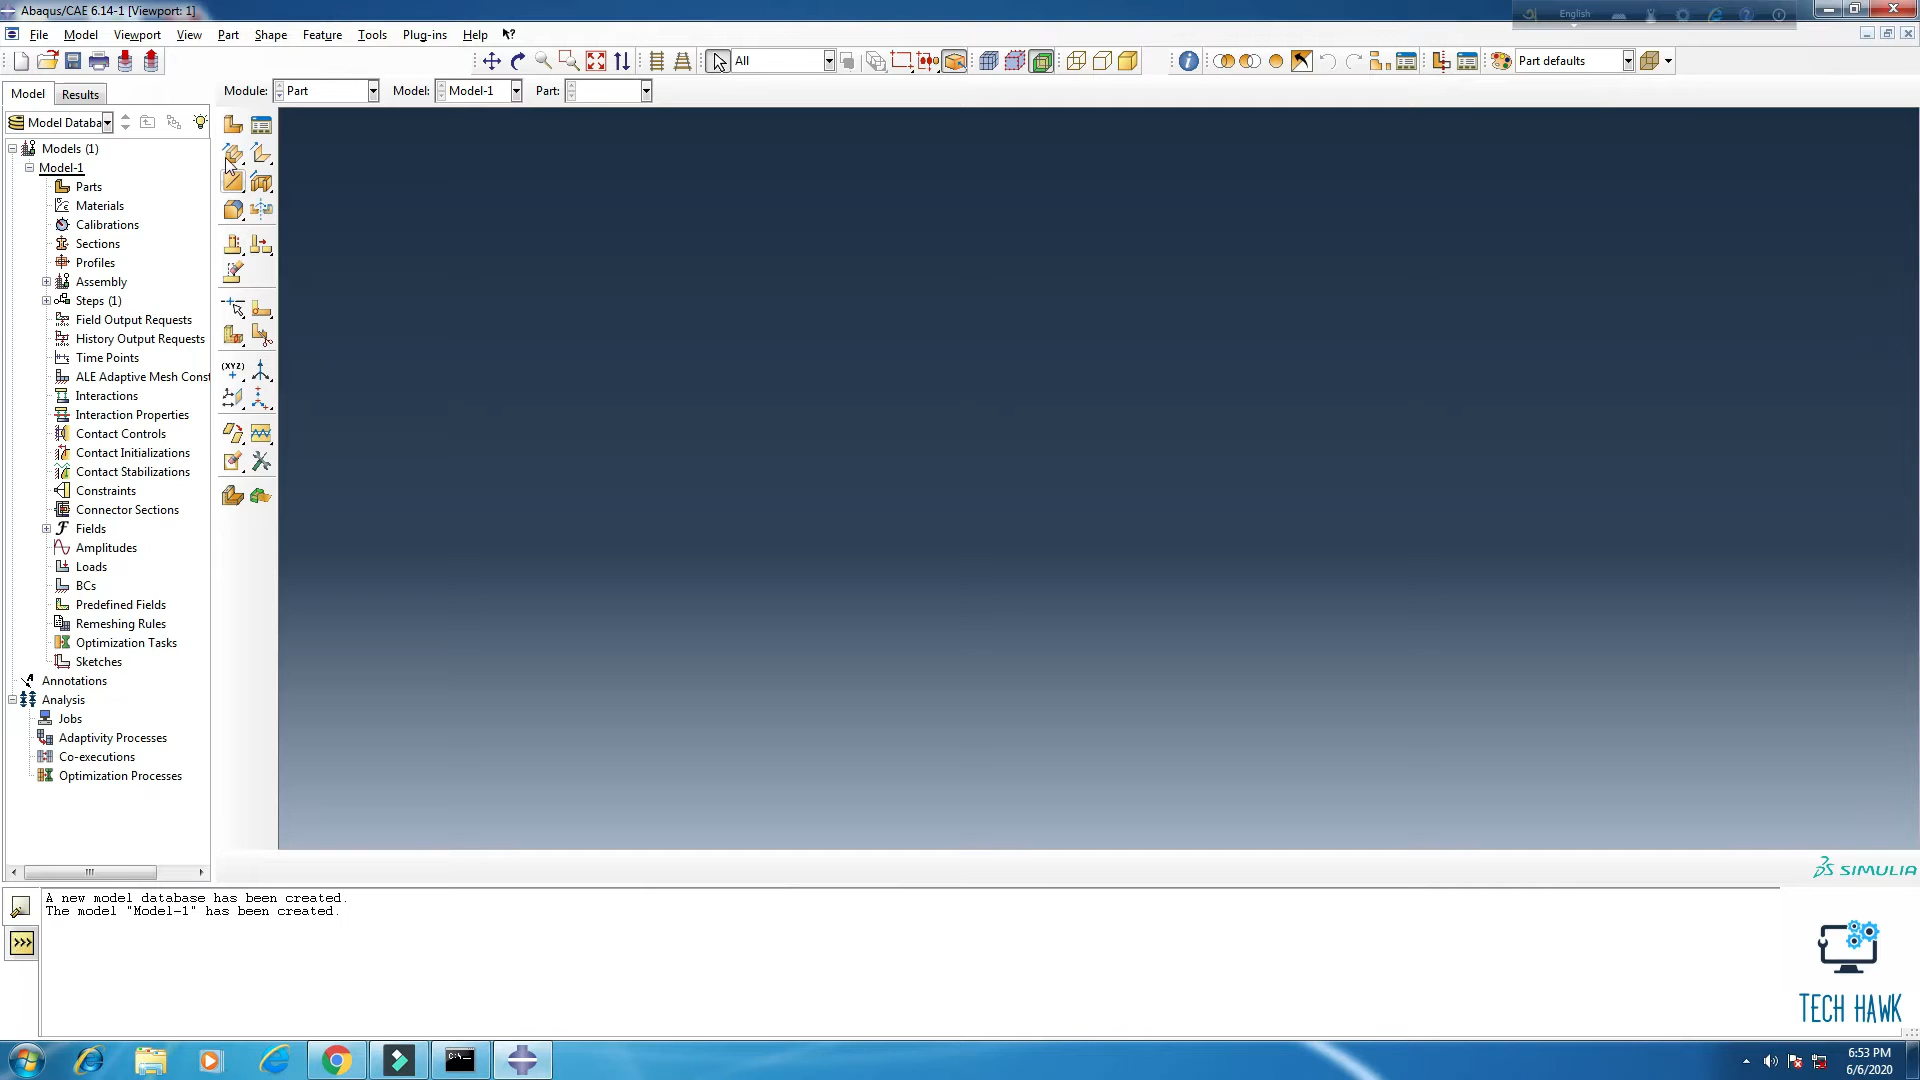 Abaqus/CAE 6.14-1 [Viewport: 1]
English
File Model Viewport View Part Shape Feature Tools Plug-ins Help
All
Part defaults
Model Results
Module: Part Model: Model-1 Part:
Model Databa
(XYZ)
Models (1)
Model-1
Parts
Materials
Calibrations
Sections
Profiles
Assembly
Steps (1)
Field Output Requests
History Output Requests
Time Points
ALE Adaptive Mesh Const
Interactions
Interaction Properties
Contact Controls
Contact Initializations
Contact Stabilizations
Constraints
Connector Sections
Fields
Amplitudes
Loads
BCs
Predefined Fields
Remeshing Rules
Optimization Tasks
Sketches
Annotations
Analysis
Jobs
Adaptivity Processes
Co-executions
Optimization Processes
SIMULIA
A new model database has been created.
The model "Model-1" has been created.
>>>
TECH HAWK
C:\
6:53 PM
6/6/2020